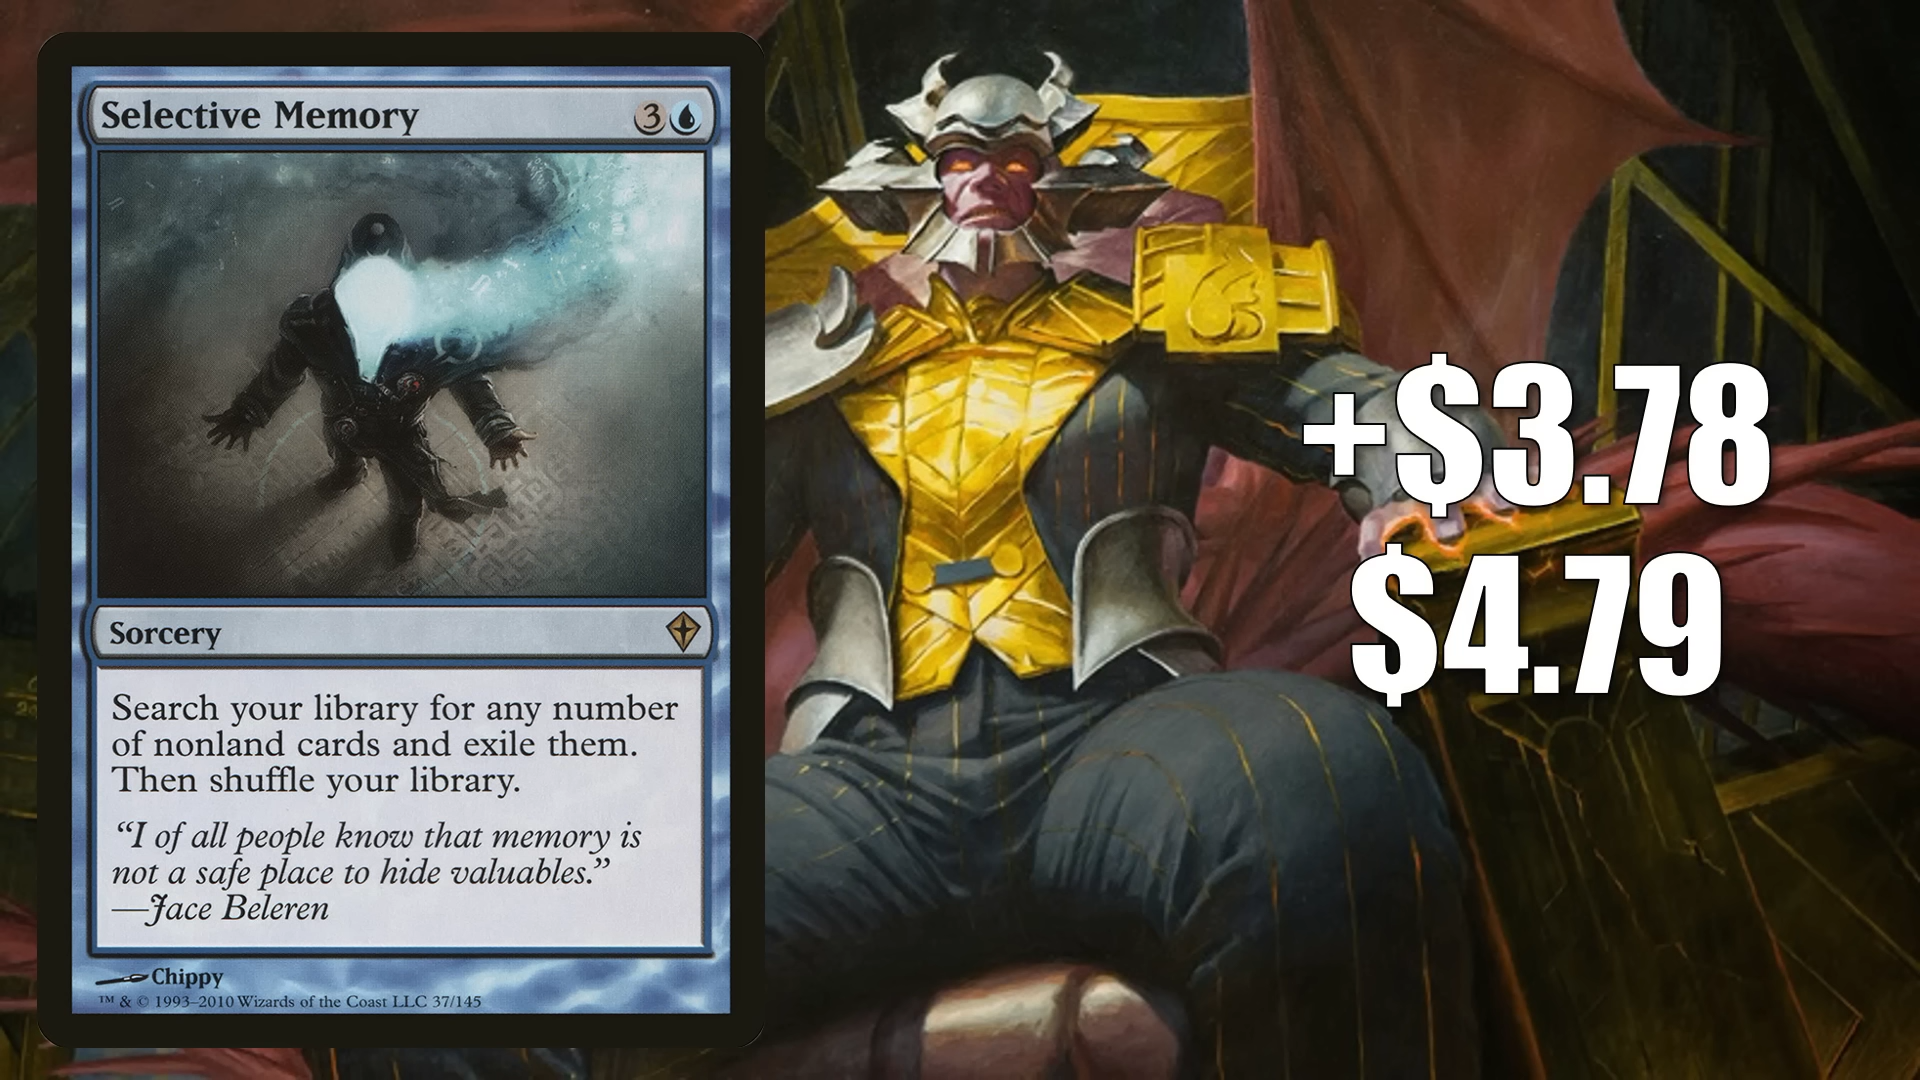 Selective Memory
3
Sorcery
Search your library for any number
of nonland cards and exile them.
Then shuffle your library.
“I of all people know that memory is
not a safe place to hide valuables.”
—Jace Beleren
Chippy
™ & © 1993–2010 Wizards of the Coast LLC 37/145
+$3.78
$4.79